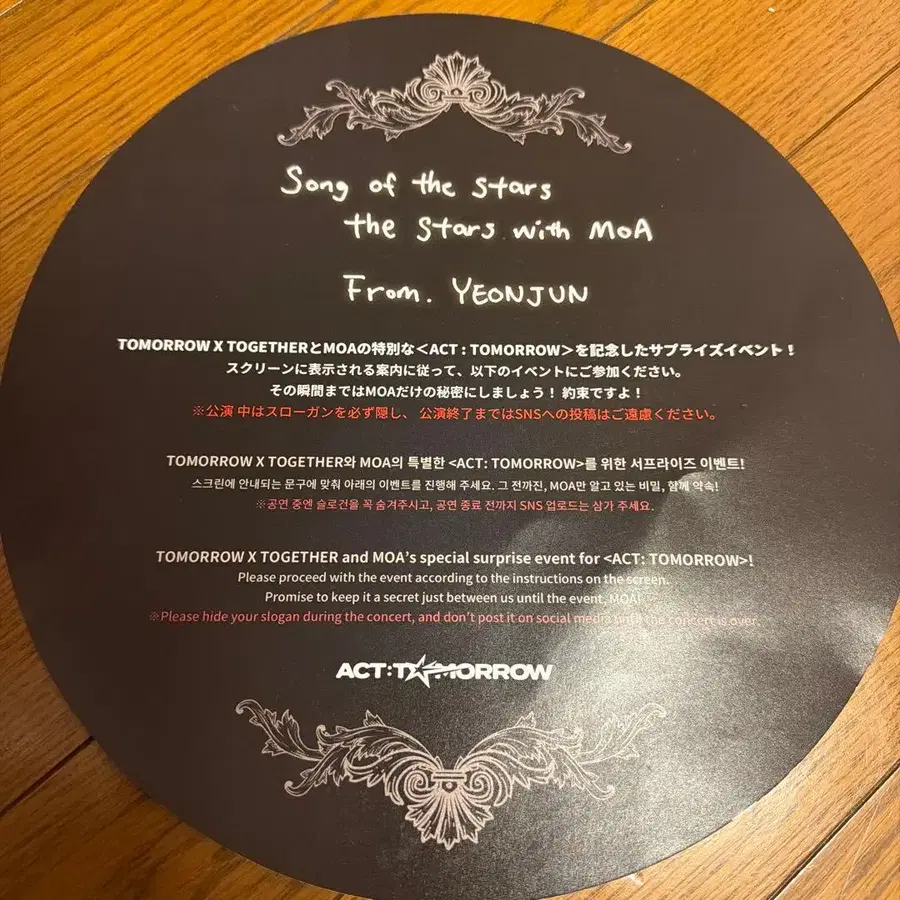 Song of the stars
the stars with MOA
From. YEONJUN
TOMORROW X TOGETHERとMOAの特別な＜ACT : TOMORROW＞を記念したサプライズイベント！
スクリーンに表示される案内に従って、以下のイベントにご参加ください。
その瞬間まではMOAだけの秘密にしましょう！ 約束ですよ！
※公演 中はスローガンを必ず隠し、 公演終了まではSNSへの投稿はご遠慮ください。
TOMORROW X TOGETHER와 MOA의 특별한 <ACT: TOMORROW>를 위한 서프라이즈 이벤트!
스크린에 안내되는 문구에 맞춰 아래의 이벤트를 진행해 주세요. 그 전까진, MOA만 알고 있는 비밀, 함께 약속!
※공연 중엔 슬로건을 꼭 숨겨주시고, 공연 종료 전까지 SNS 업로드는 삼가 주세요.
TOMORROW X TOGETHER and MOA’s special surprise event for <ACT: TOMORROW>!
Please proceed with the event according to the instructions on the screen.
Promise to keep it a secret just between us until the event, MOA!
※Please hide your slogan during the concert, and don't post it on social media until the concert is over.
ACT:TOMORROW